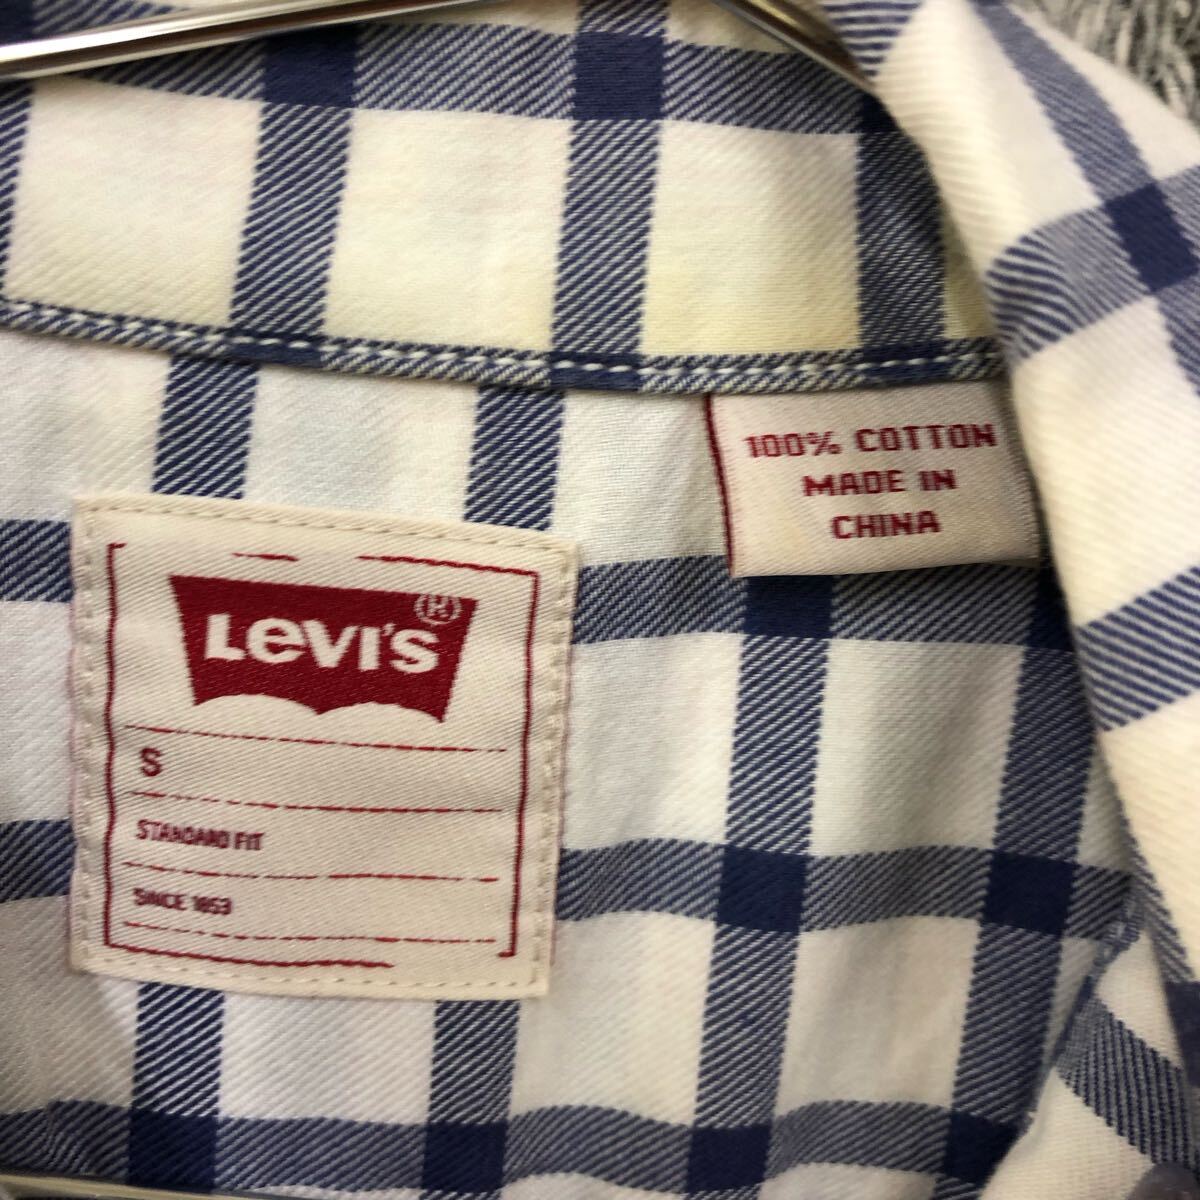 100% COTTON
MADE IN
CHINA
LEVI'S®
S
STANDARD FIT
SINCE 1853